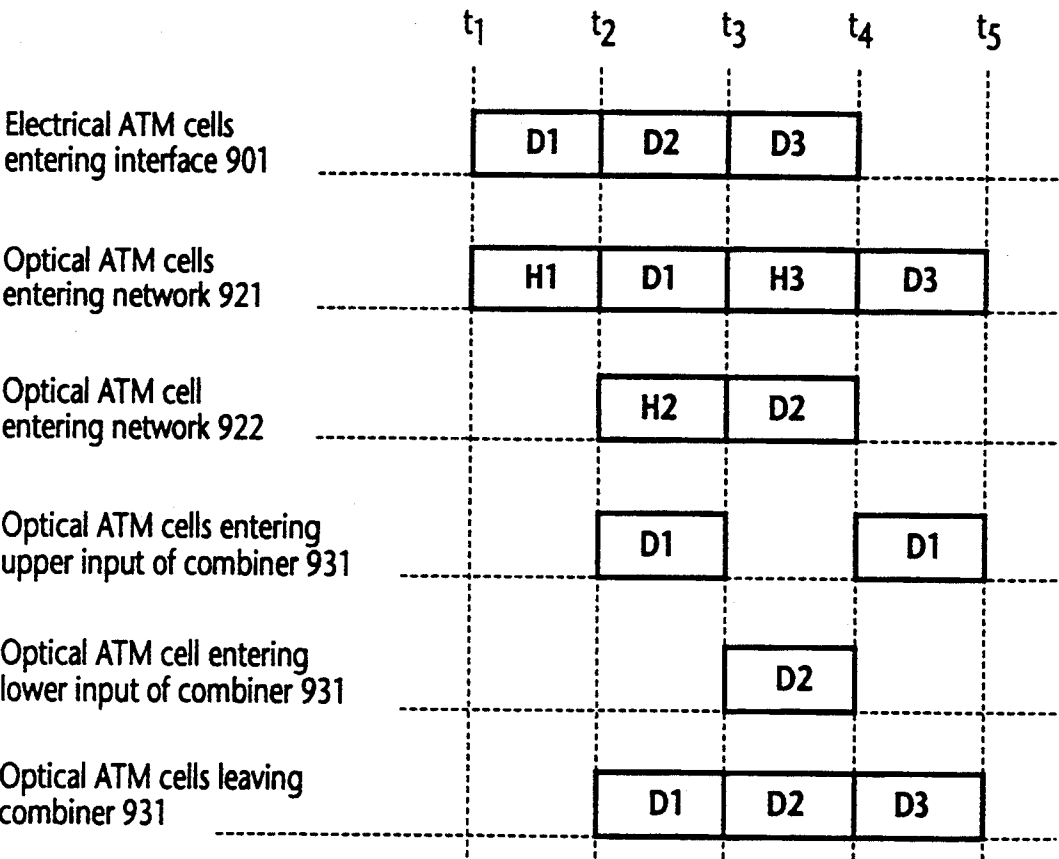 t1 t2 t3 t4 t5
Electrical ATM cells
entering interface 901
D1 D2 D3
Optical ATM cells
entering network 921
H1 D1 H3 D3
Optical ATM cell
entering network 922
H2 D2
Optical ATM cells entering
upper input of combiner 931
D1 D1
Optical ATM cell entering
lower input of combiner 931
D2
Optical ATM cells leaving
combiner 931
D1 D2 D3